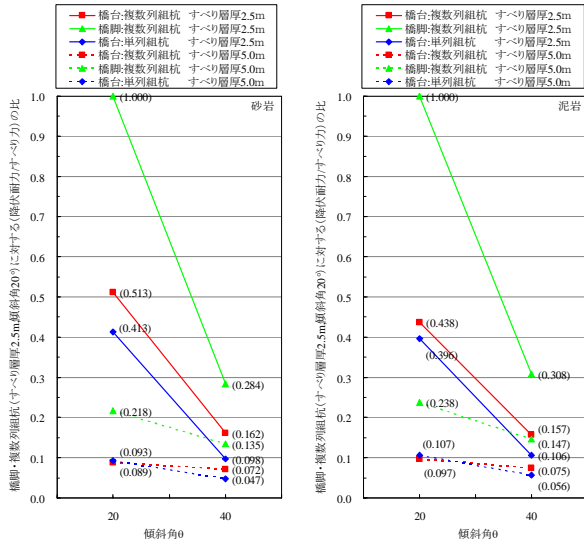 橋台:複数列組杭 すべり層厚2.5m
橋脚:複数列組杭 すべり層厚2.5m
橋台:単列組杭 すべり層厚2.5m
橋台:複数列組杭 すべり層厚5.0m
橋脚:複数列組杭 すべり層厚5.0m
橋台:単列組杭 すべり層厚5.0m
橋脚・複数列組杭(すべり層厚2.5m,傾斜角20°)に対する(降伏耐力/すべり力)の比
1.0
0.9
0.8
0.7
0.6
0.5
0.4
0.3
0.2
0.1
0.0
砂岩
(1.000)
(0.513)
(0.413)
(0.284)
(0.218)
(0.162)
(0.135)
(0.093)
(0.098)
(0.089)
(0.072)
(0.047)
20
40
傾斜角θ
橋台:複数列組杭 すべり層厚2.5m
橋脚:複数列組杭 すべり層厚2.5m
橋台:単列組杭 すべり層厚2.5m
橋台:複数列組杭 すべり層厚5.0m
橋脚:複数列組杭 すべり層厚5.0m
橋台:単列組杭 すべり層厚5.0m
橋脚・複数列組杭(すべり層厚2.5m,傾斜角20°)に対する(降伏耐力/すべり力)の比
1.0
0.9
0.8
0.7
0.6
0.5
0.4
0.3
0.2
0.1
0.0
泥岩
(1.000)
(0.438)
(0.396)
(0.308)
(0.238)
(0.157)
(0.147)
(0.107)
(0.106)
(0.097)
(0.075)
(0.056)
20
40
傾斜角θ